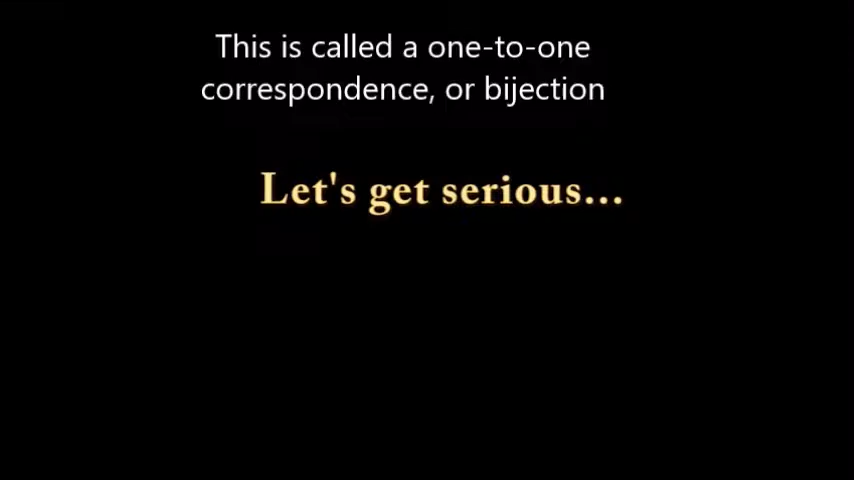 This is called a one-to-one
correspondence, or bijection
Let's get serious...